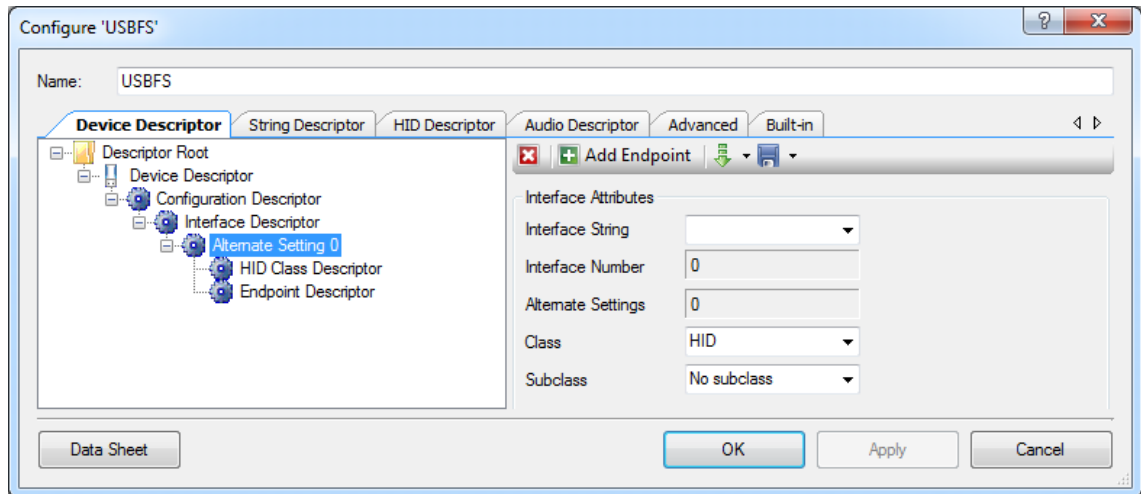 Configure 'USBFS'
Name: USBFS
Device Descriptor String Descriptor HID Descriptor Audio Descriptor Advanced Built-in
Descriptor Root
Device Descriptor
Configuration Descriptor
Interface Descriptor
Alternate Setting 0
HID Class Descriptor
Endpoint Descriptor
Add Endpoint
Interface Attributes
Interface String
Interface Number 0
Alternate Settings 0
Class HID
Subclass No subclass
Data Sheet OK Apply Cancel